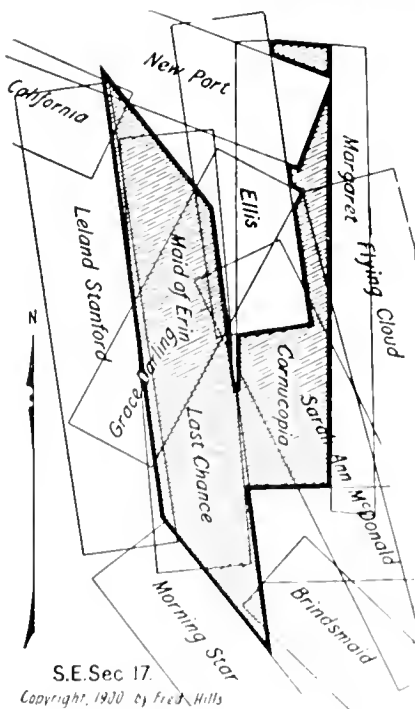 New Port
California
Ellis
Margaret
Flying Cloud
Leland Stanford
Maid of Erin
Grace Darling
Last Chance
Cornucopia
Sarah Ann McDonald
N
Morning Star
Brindsmaid
S.E. Sec 17.
Copyright, 1900 by Fred Hills